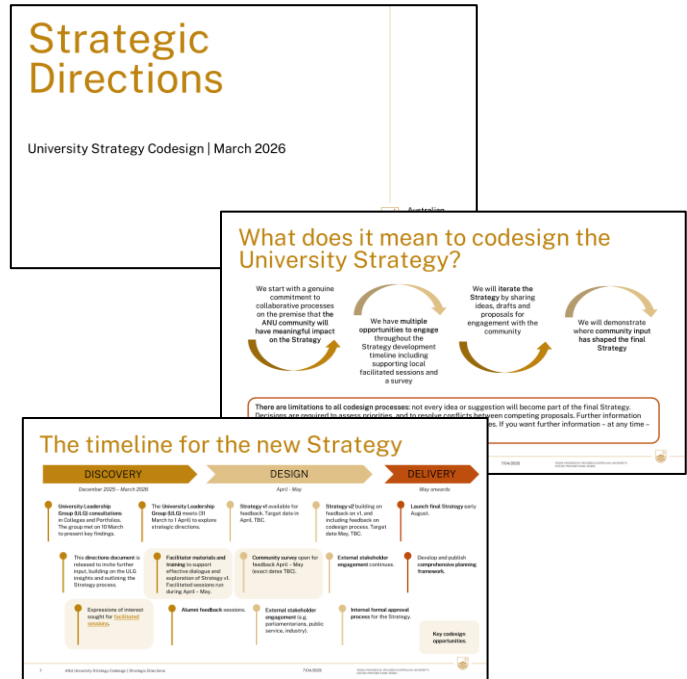 Strategic
Directions
University Strategy Codesign | March 2026
Australian
What does it mean to codesign the
University Strategy?
We start with a genuine
commitment to
collaborative processes
on the premise that the
ANU community will
have meaningful impact
on the Strategy
We have multiple
opportunities to engage
throughout the
Strategy development
timeline including
supporting local
facilitated sessions and
a survey
We will iterate the
Strategy by sharing
ideas, drafts and
proposals for
engagement with the
community
We will demonstrate
where community input
has shaped the final
Strategy
There are limitations to all codesign processes: not every idea or suggestion will become part of the final Strategy.
Decisions are required to assess priorities, and to resolve conflicts between competing proposals. Further information
es. If you want further information – at any time –
7/04/2026
The timeline for the new Strategy
DISCOVERY
DESIGN
DELIVERY
December 2025 – March 2026
April - May
May onwards
University Leadership
Group (ULG) consultations
in Colleges and Portfolios.
The group met on 10 March
to present key findings.
The University Leadership
Group (ULG) meets (31
March to 1 April) to explore
strategic directions.
Strategy v1 available for
feedback. Target date in
April, TBC.
Strategy v2 building on
feedback on v1, and
including feedback on
codesign process. Target
date May, TBC.
Launch final Strategy early
August.
This directions document is
released to invite further
input, building on the ULG
insights and outlining the
Strategy process.
Facilitator materials and
training to support
effective dialogue and
exploration of Strategy v1.
Facilitated sessions run
during April – May.
Community survey open for
feedback April – May
(exact dates TBC).
External stakeholder
engagement continues.
Develop and publish
comprehensive planning
framework.
Expressions of interest
sought for facilitated
sessions.
Alumni feedback sessions.
External stakeholder
engagement (e.g.
parliamentarians, public
service, industry).
Internal formal approval
process for the Strategy.
Key codesign
opportunities.
ANU University Strategy Codesign | Strategic Directions
7/04/2026